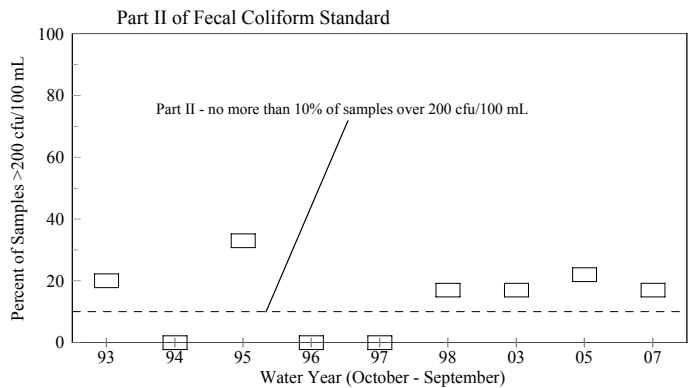 Part II of Fecal Coliform Standard
100
80
60
40
20
0
Percent of Samples >200 cfu/100 mL
Part II - no more than 10% of samples over 200 cfu/100 mL
93 94 95 96 97 98 03 05 07
Water Year (October - September)